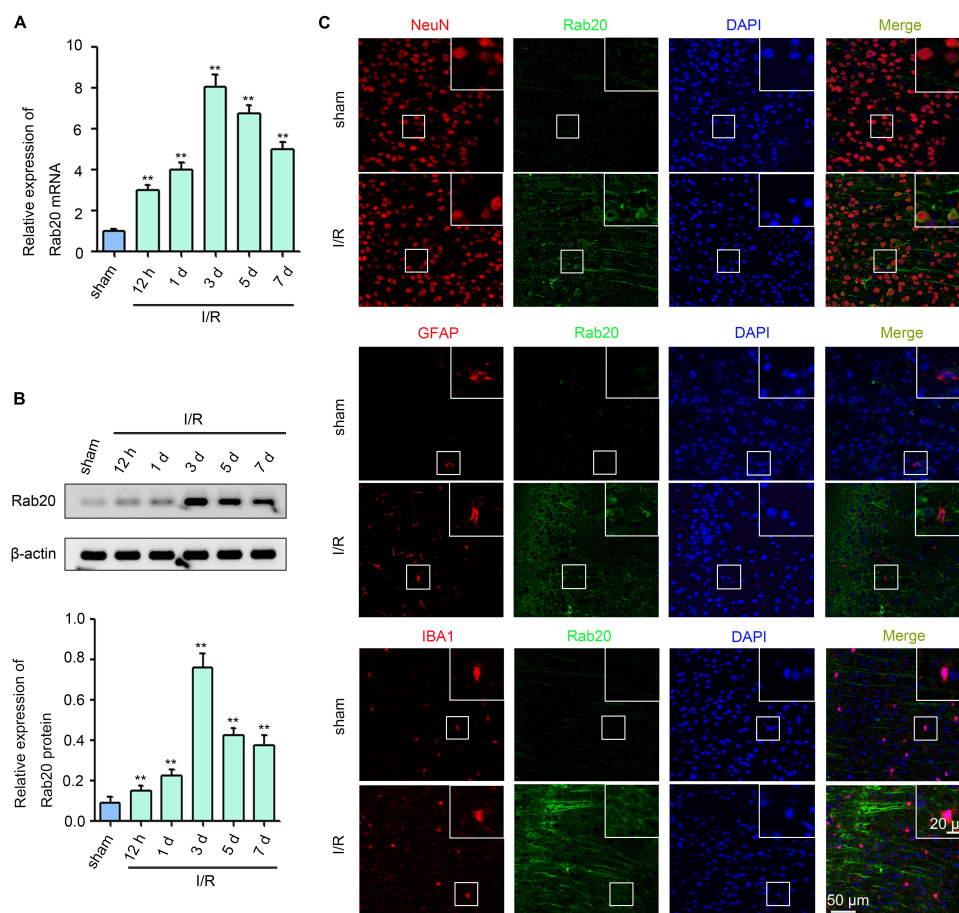 A
Relative expression of
Rab20 mRNA
10
8
6
4
2
0
**
**
**
**
**
sham
12 h
1 d
3 d
5 d
7 d
I/R
B
I/R
sham
12 h
1 d
3 d
5 d
7 d
Rab20
β-actin
Relative expression of
Rab20 protein
1.0
0.8
0.6
0.4
0.2
0.0
**
**
**
**
**
sham
12 h
1 d
3 d
5 d
7 d
I/R
C
NeuN Rab20 DAPI Merge
sham
I/R
GFAP Rab20 DAPI Merge
sham
I/R
IBA1 Rab20 DAPI Merge
sham
I/R
20 μ
50 μm